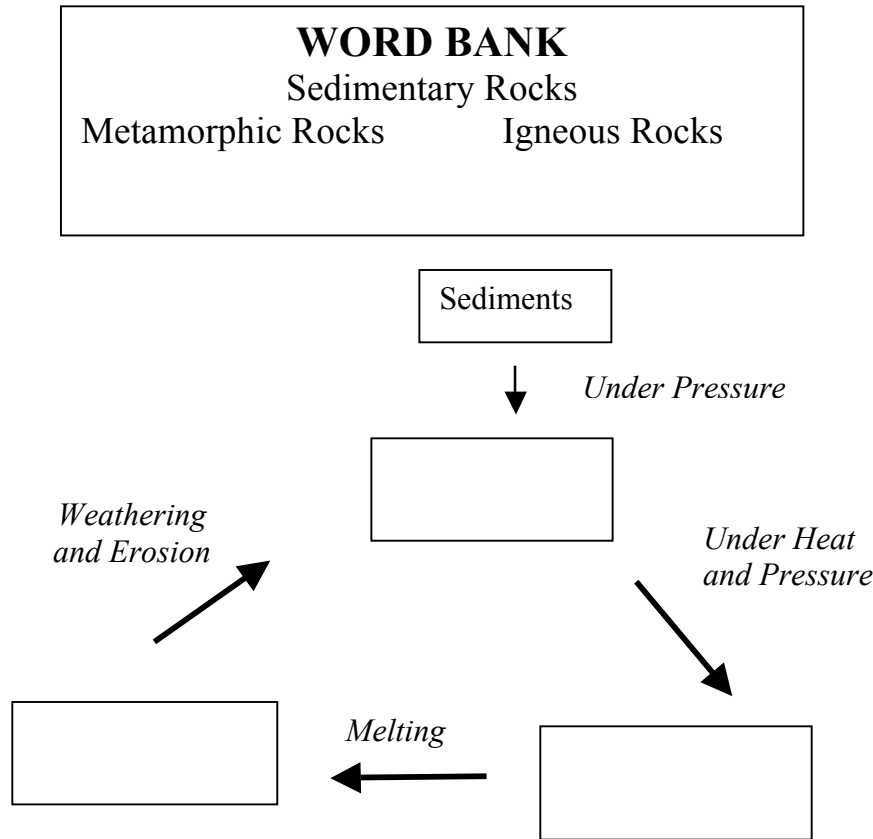 WORD BANK
Sedimentary Rocks
Metamorphic Rocks Igneous Rocks
Sediments
Under Pressure
Weathering
and Erosion
Under Heat
and Pressure
Melting